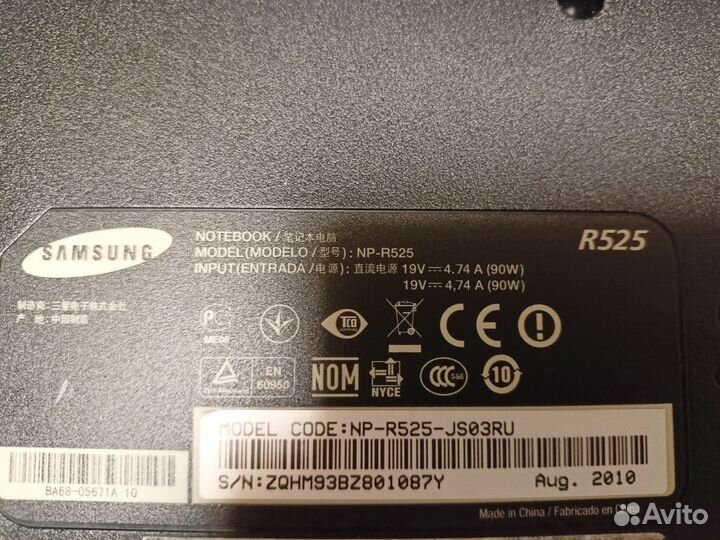 SAMSUNG
NOTEBOOK / 笔记本电脑
MODEL(MODELO / 型号): NP-R525
INPUT(ENTRADA / 电源): 直流电源 19V 4.74 A (90W)
19V 4,74 A (90W)
R525
制造商: 三星电子株式会社
产 地: 中国制造
ME06
TCO
EN
60950
NOM
NYCE
CCC S&E
10
MODEL CODE:NP-R525-JS03RU
S/N:ZQHM93BZ801087Y
Aug. 2010
BA68-05671A 10
Made in China / Fabricado en China
Avito